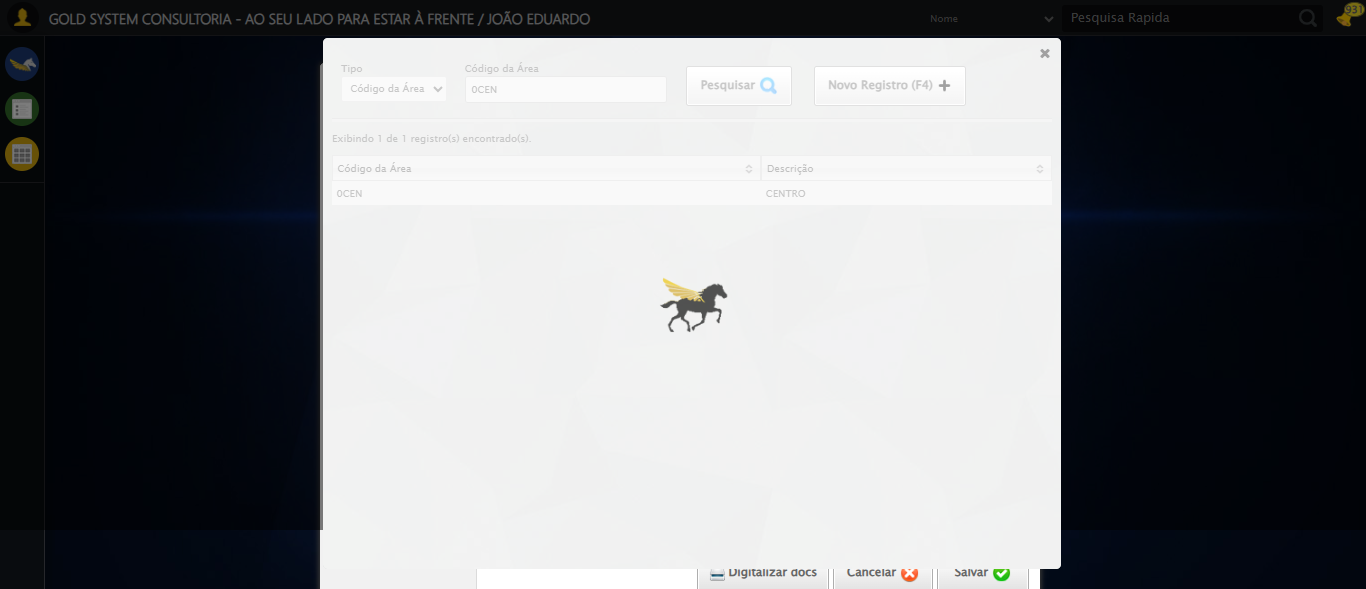 GOLD SYSTEM CONSULTORIA - AO SEU LADO PARA ESTAR À FRENTE / JOÃO EDUARDO
Nome
Pesquisa Rapida
931
Tipo
Código da Área
Código da Área
0CEN
Pesquisar
Novo Registro (F4)
Exibindo 1 de 1 registro(s) encontrado(s).
Código da Área
Descrição
0CEN
CENTRO
Digitalizar docs
Cancelar
Salvar